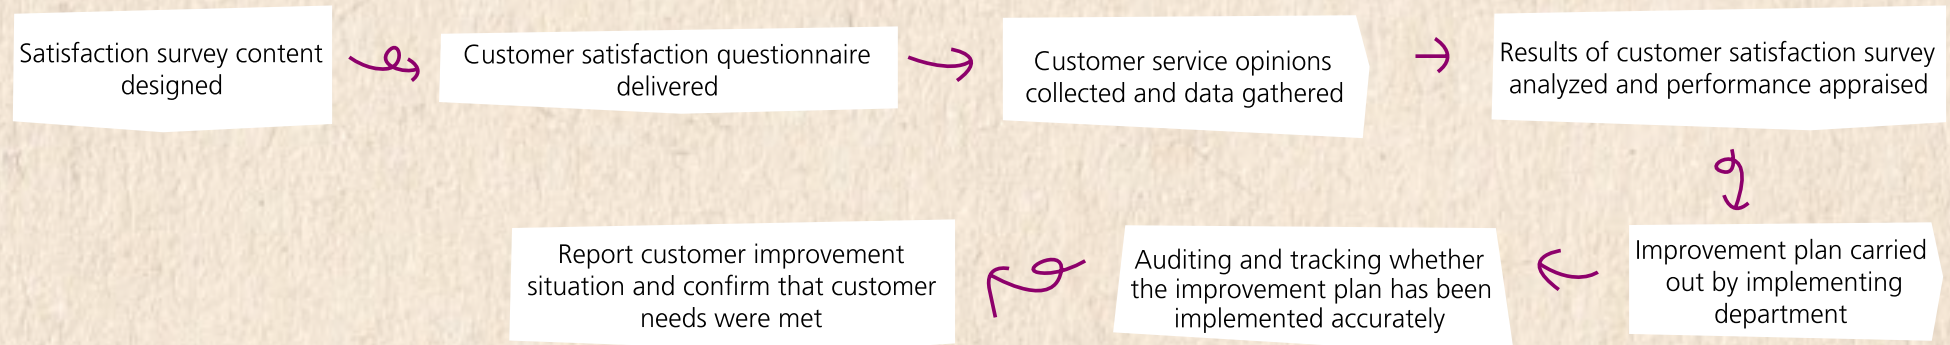 Satisfaction survey content
designed
Customer satisfaction questionnaire
delivered
Customer service opinions
collected and data gathered
Results of customer satisfaction survey
analyzed and performance appraised
Improvement plan carried
out by implementing
department
Auditing and tracking whether
the improvement plan has been
implemented accurately
Report customer improvement
situation and confirm that customer
needs were met